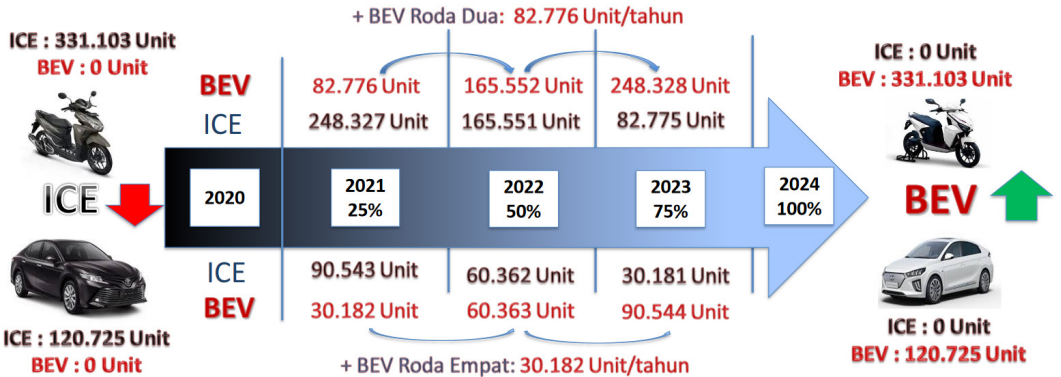 + BEV Roda Dua: 82.776 Unit/tahun
ICE : 331.103 Unit
BEV : 0 Unit
ICE : 0 Unit
BEV : 331.103 Unit
BEV 82.776 Unit 165.552 Unit 248.328 Unit
ICE 248.327 Unit 165.551 Unit 82.775 Unit
ICE
2020
2021
25%
2022
50%
2023
75%
2024
100%
BEV
ICE 90.543 Unit 60.362 Unit 30.181 Unit
BEV 30.182 Unit 60.363 Unit 90.544 Unit
ICE : 120.725 Unit
BEV : 0 Unit
ICE : 0 Unit
BEV : 120.725 Unit
+ BEV Roda Empat: 30.182 Unit/tahun